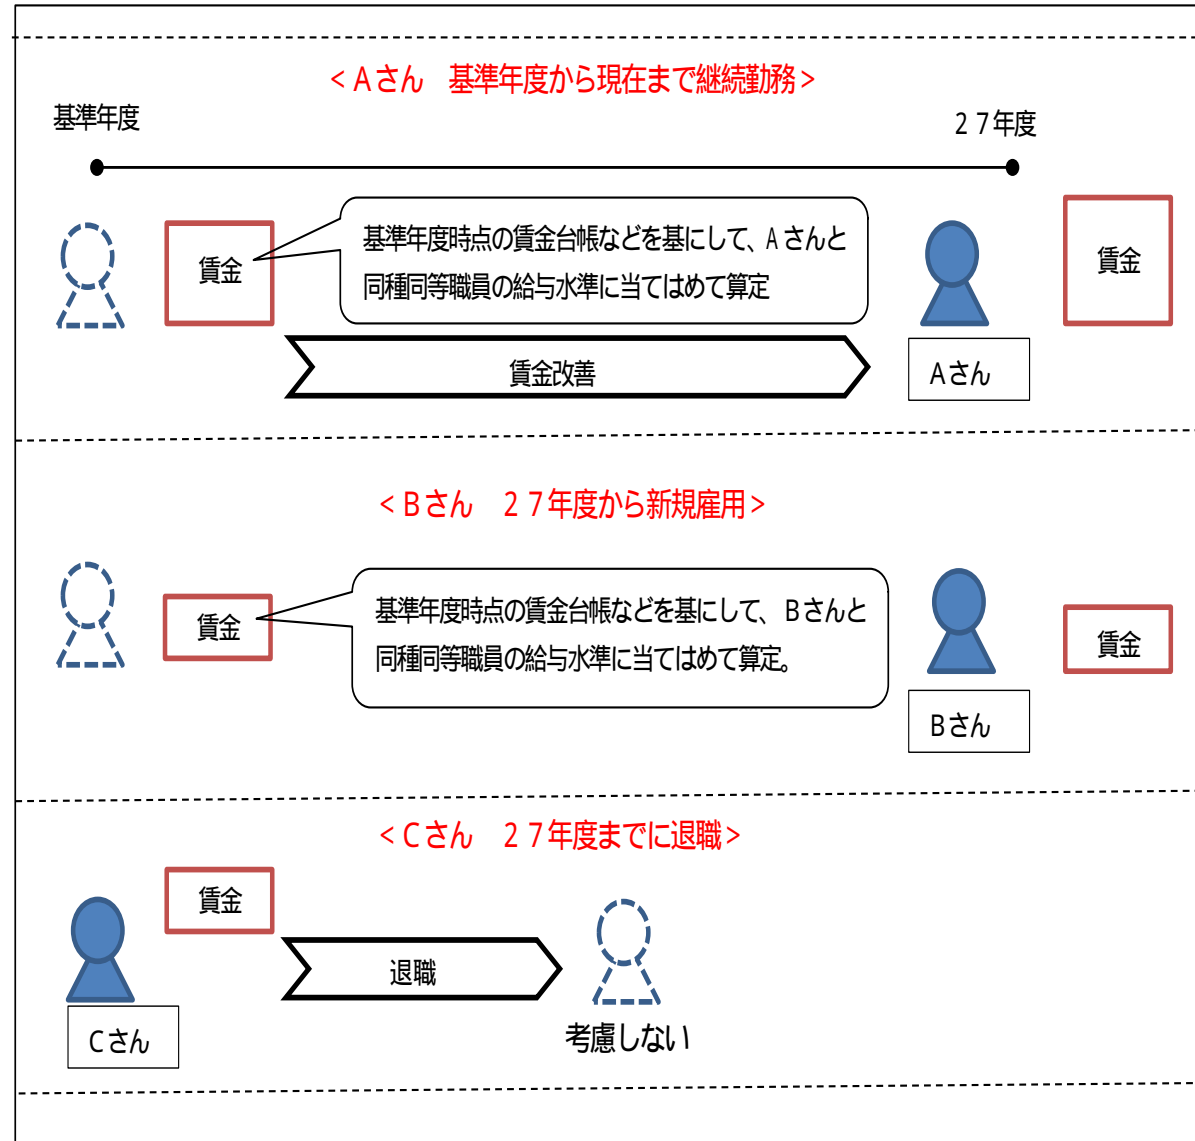 <Aさん　基準年度から現在まで継続勤務>
基準年度
２７年度
賃金
基準年度時点の賃金台帳などを基にして、Aさんと
同種同等職員の給与水準に当てはめて算定
賃金
賃金改善
Aさん
<Bさん　２７年度から新規雇用>
賃金
基準年度時点の賃金台帳などを基にして、Bさんと
同種同等職員の給与水準に当てはめて算定。
賃金
Bさん
<Cさん　２７年度までに退職>
賃金
退職
Cさん
考慮しない